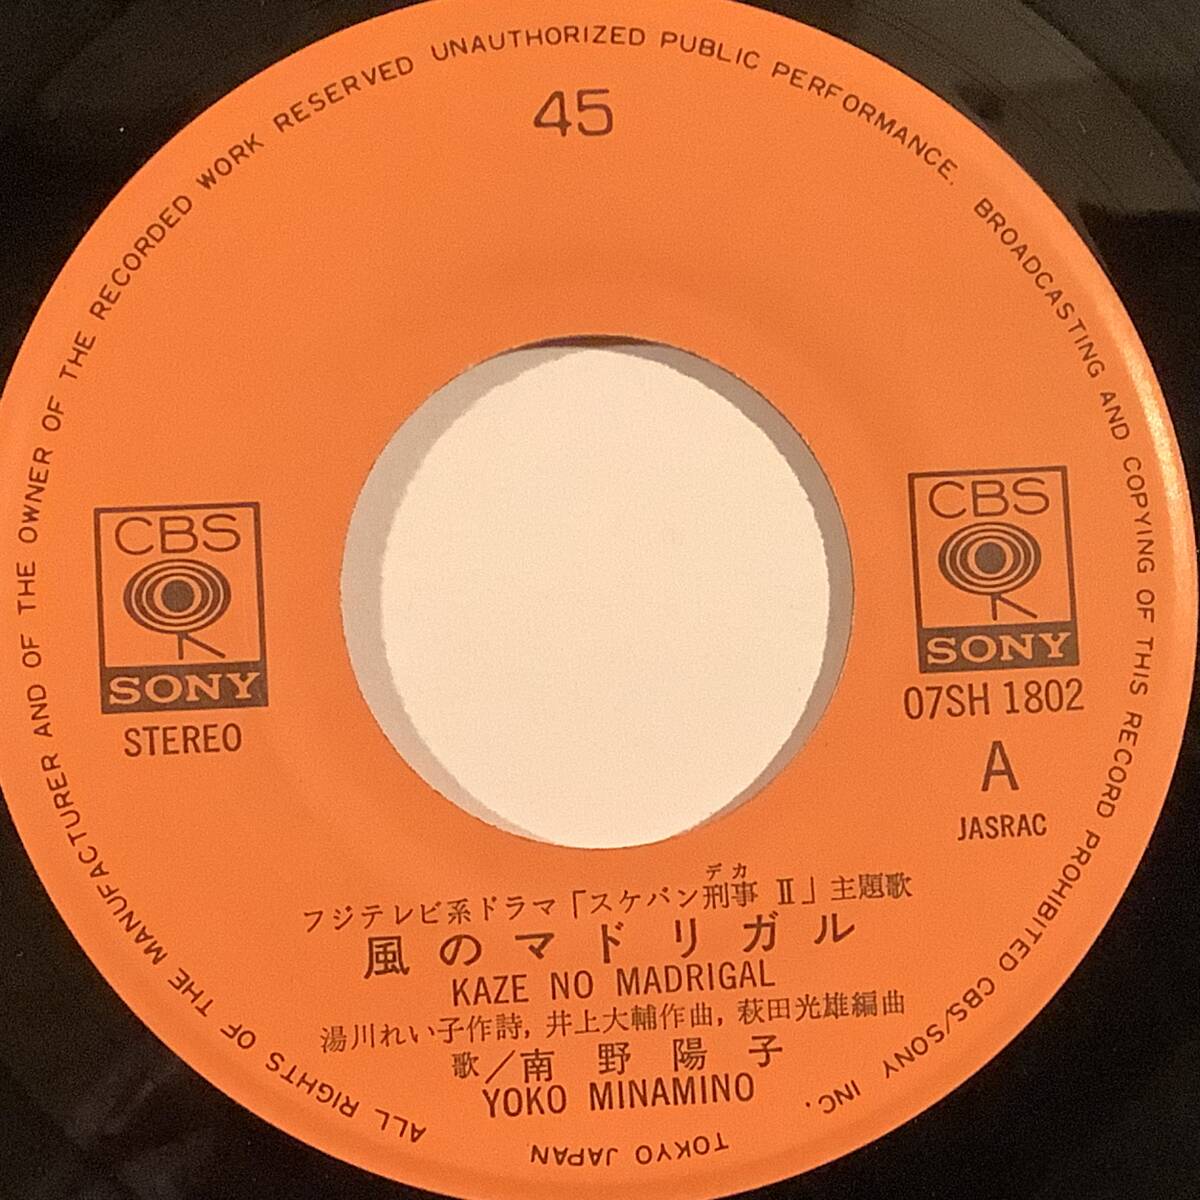 ALL RIGHTS OF THE MANUFACTURER AND OF THE OWNER OF THE RECORDED WORK RESERVED UNAUTHORIZED PUBLIC PERFORMANCE. BROADCASTING AND COPYING OF THIS RECORD PROHIBITED CBS/SONY INC.
TOKYO JAPAN
45
CBS
SONY
STEREO
CBS
SONY
07SH 1802
A
JASRAC
デカ
フジテレビ系ドラマ「スケバン刑事 II」主題歌
風のマドリガル
KAZE NO MADRIGAL
湯川れい子作詩, 井上大輔作曲, 萩田光雄編曲
歌/南野陽子
YOKO MINAMINO